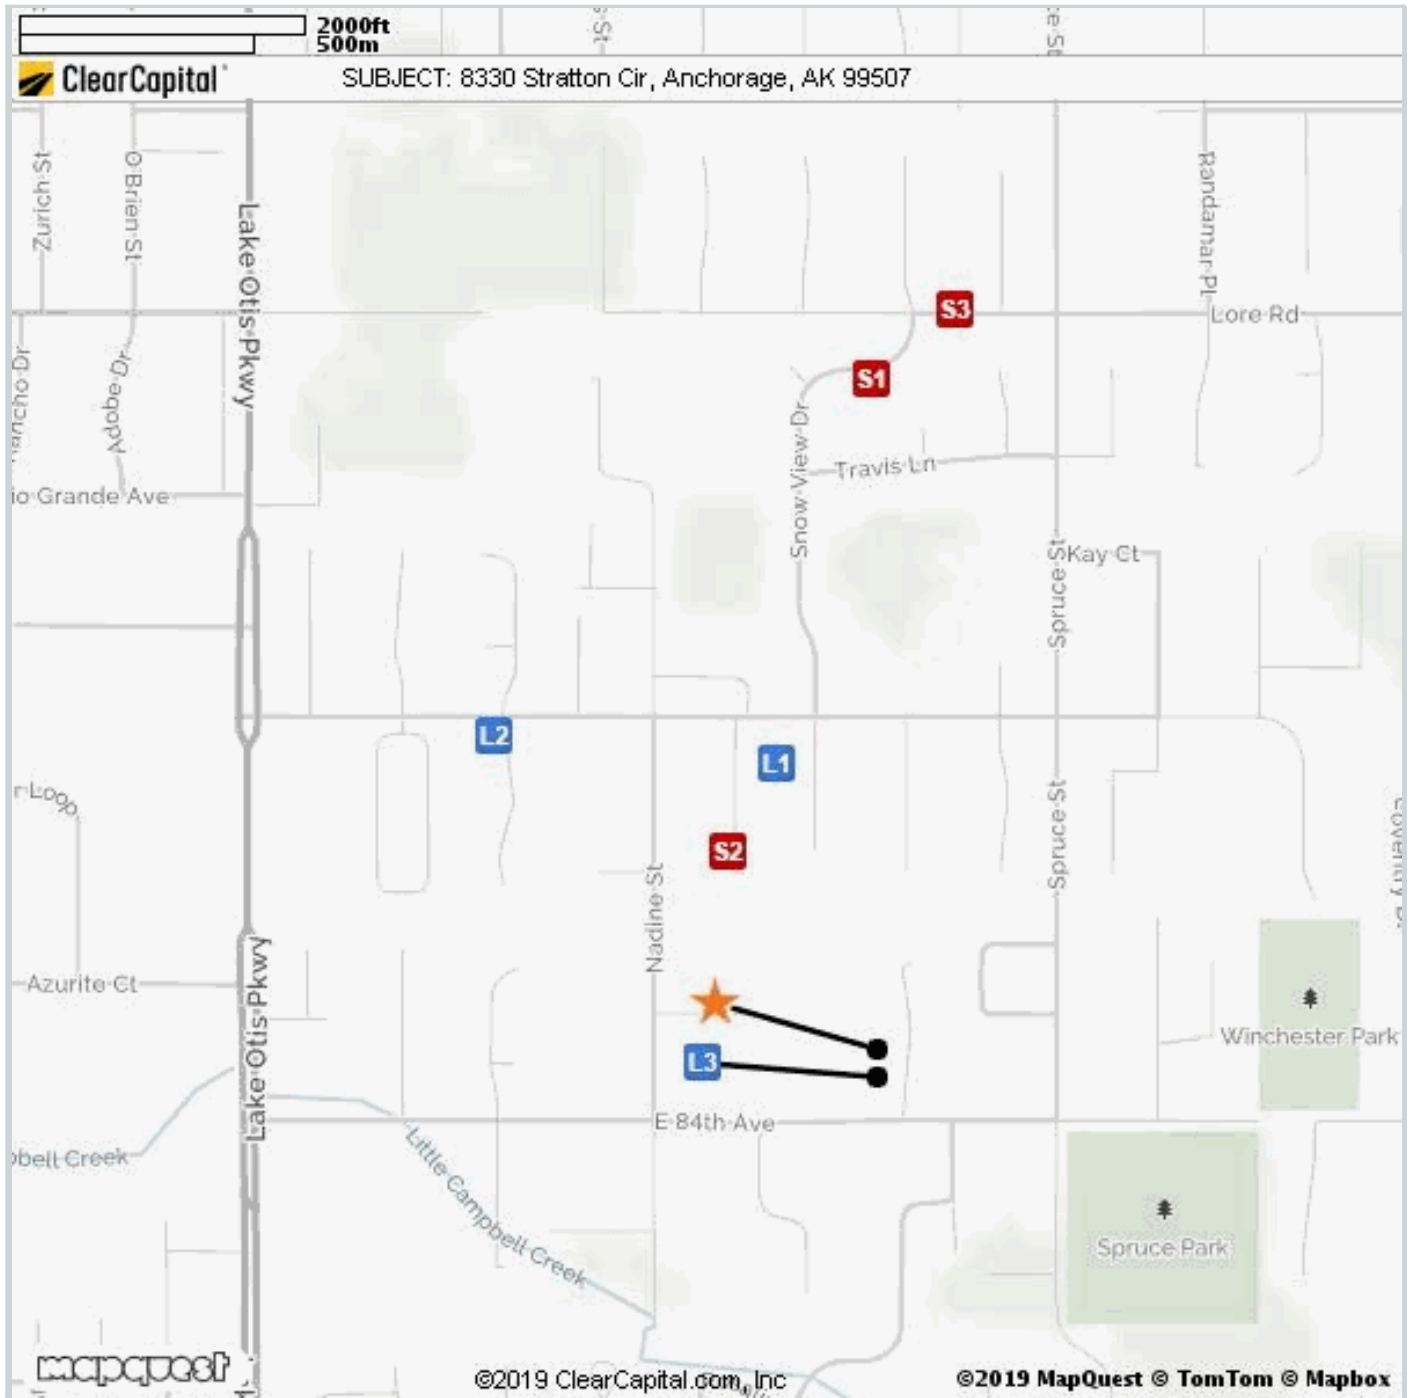 2000ft
500m
ClearCapital
SUBJECT: 8330 Stratton Cir, Anchorage, AK 99507
Zurich St
O'Brien St
Lake Otis Pkwy
Randamar Pl
S3
Lore Rd
Adobe Dr
S1
Snow View Dr
Travis Ln
io Grande Ave
Spruce St
Kay Ct
L2
L1
r Loop
S2
Spruce St
Nadine St
Azurite Ct
Lake Otis Pkwy
Winchester Park
L3
E 84th Ave
bell Creek
Little Campbell Creek
Spruce Park
mapquest
©2019 ClearCapital.com, Inc
©2019 MapQuest © TomTom © Mapbox